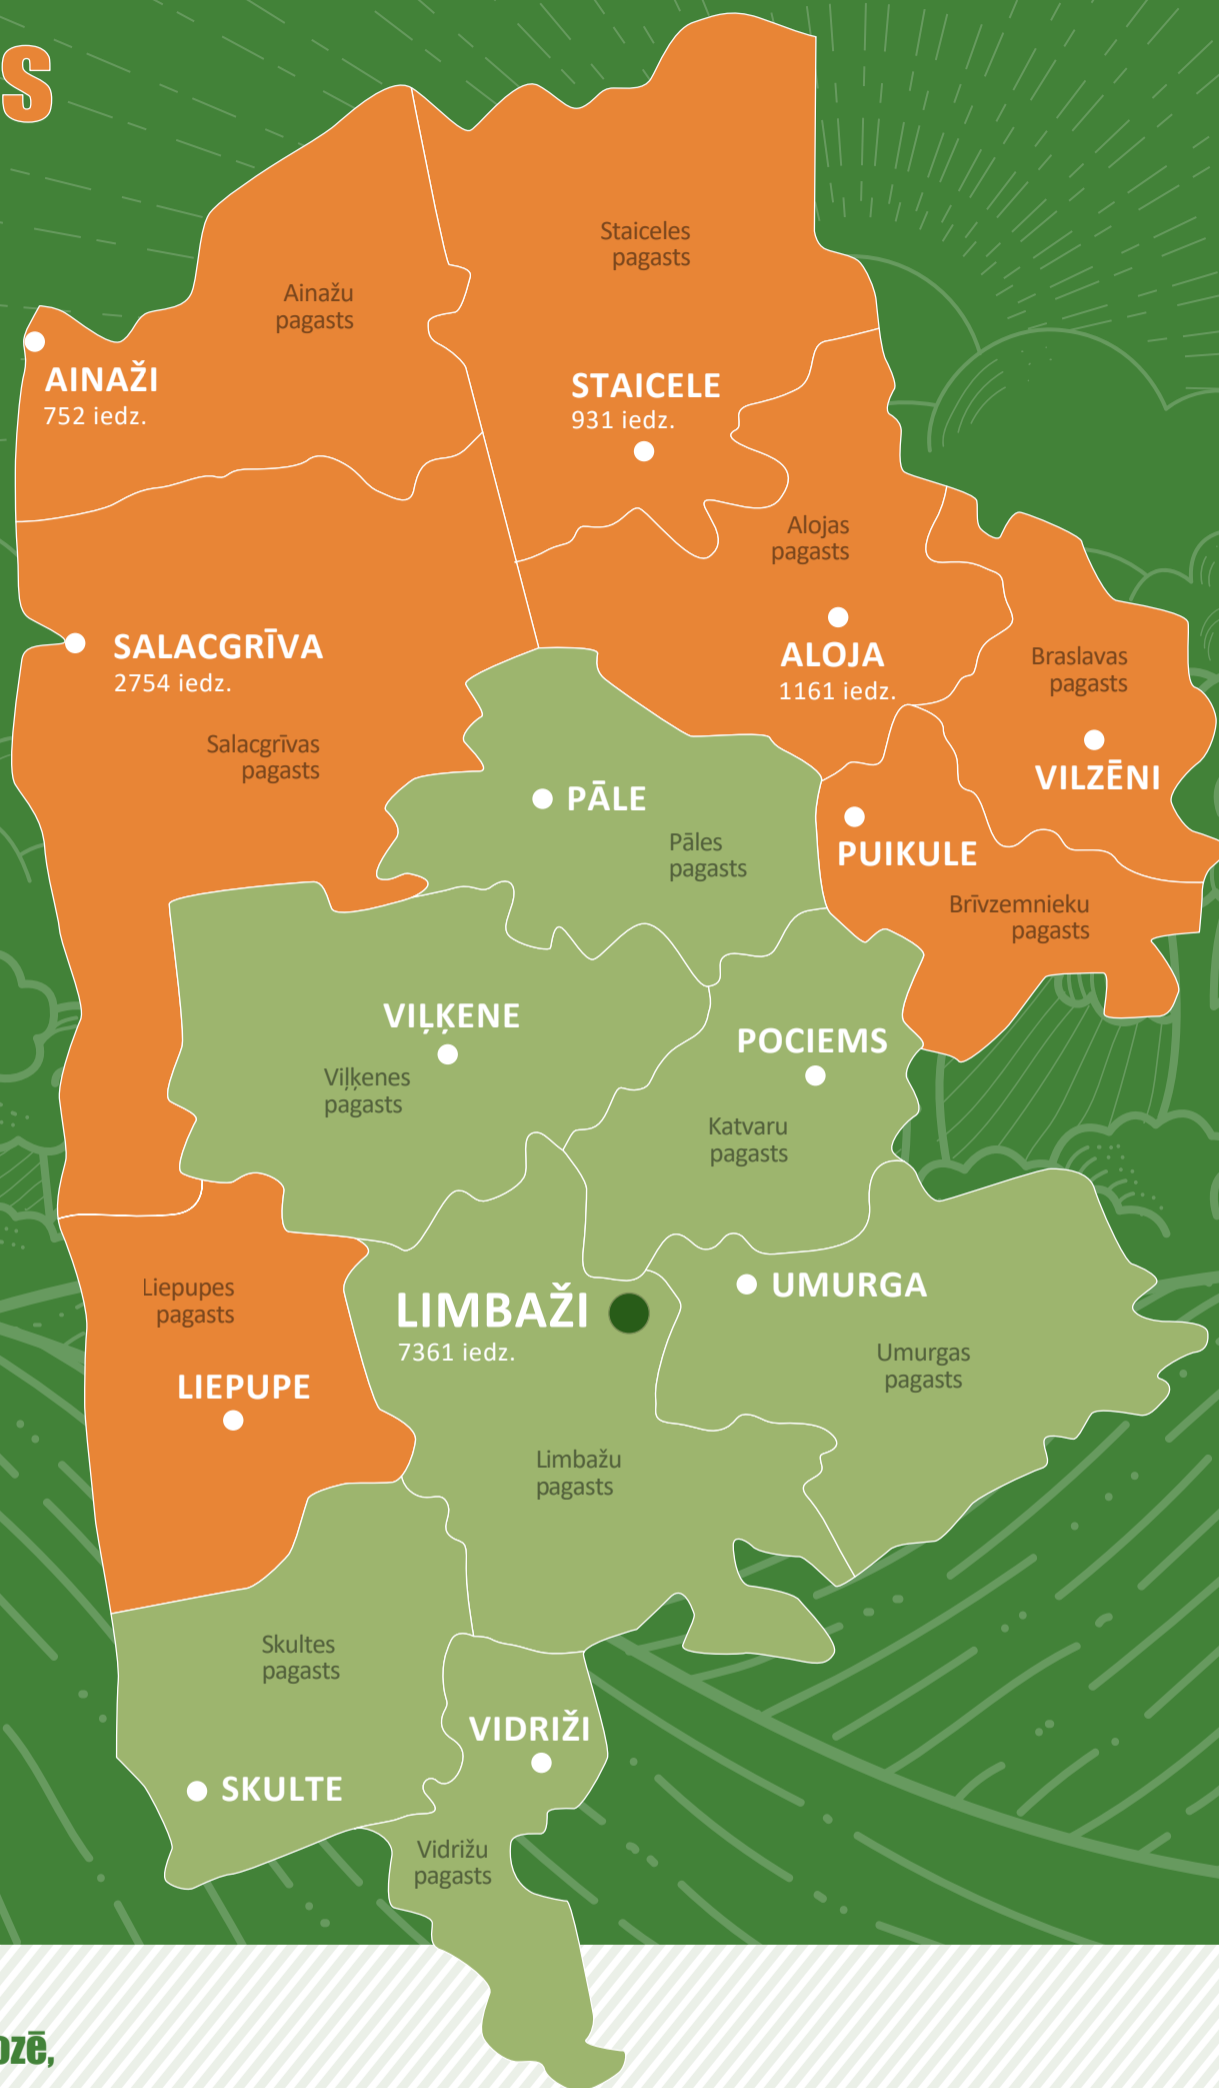 S
Staiceles
pagasts
Ainažu
pagasts
AINAŽI
752 iedz.
STAICELE
931 iedz.
Alojas
pagasts
SALACGRĪVA
2754 iedz.
ALOJA
1161 iedz.
Braslavas
pagasts
Salacgrīvas
pagasts
VILZĒNI
PĀLE
Pāles
pagasts
PUIKULE
Brīvzemnieku
pagasts
VIĻĶENE
Viļķenes
pagasts
POCIEMS
Katvaru
pagasts
Liepupes
pagasts
LIMBAŽI
7361 iedz.
UMURGA
Umurgas
pagasts
LIEPUPE
Limbažu
pagasts
Skultes
pagasts
VIDRIŽI
SKULTE
Vidrižu
pagasts
ozē,